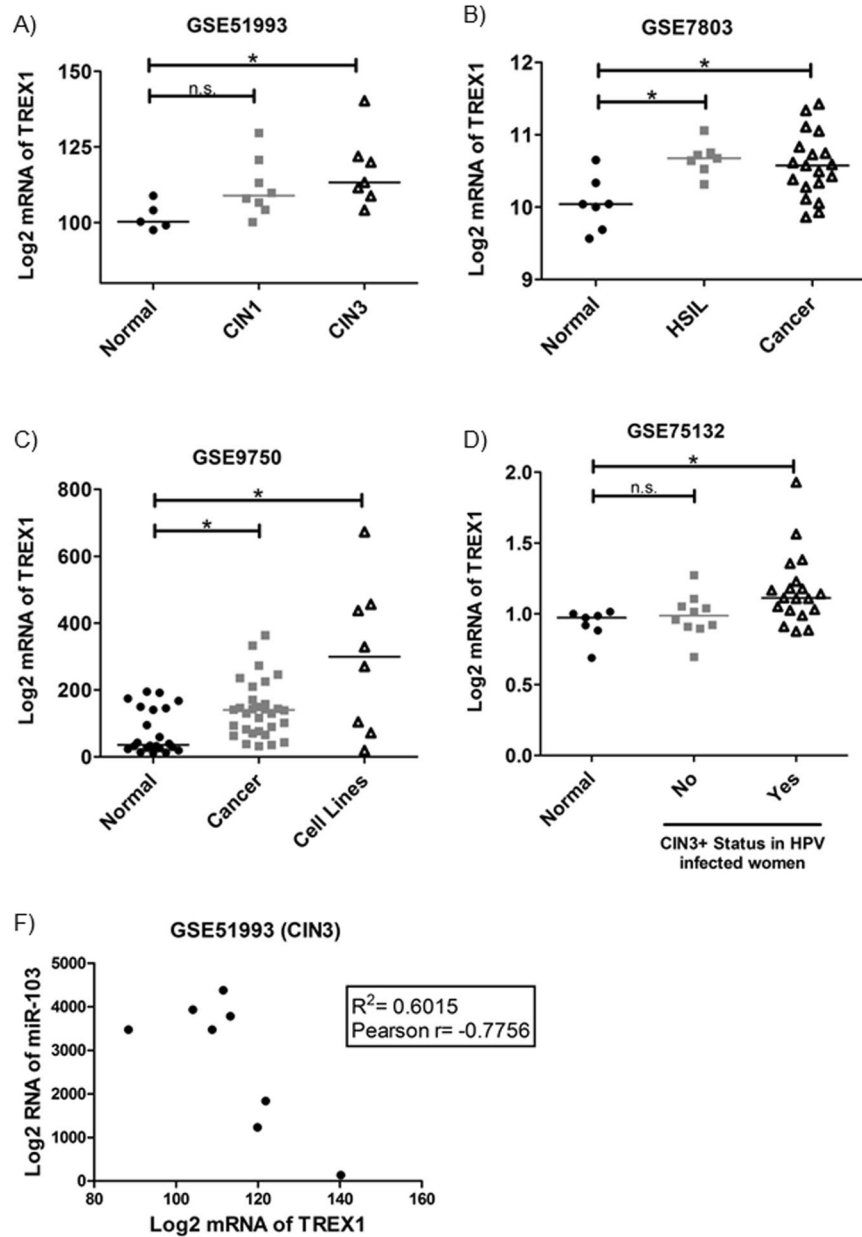 A)
GSE51993
Log2 mRNA of TREX1
150
125
100
*
n.s.
Normal
CIN1
CIN3
B)
GSE7803
Log2 mRNA of TREX1
12
11
10
9
*
*
Normal
HSIL
Cancer
C)
GSE9750
Log2 mRNA of TREX1
800
600
400
200
0
*
*
Normal
Cancer
Cell Lines
D)
GSE75132
Log2 mRNA of TREX1
2.0
1.5
1.0
0.5
0.0
*
n.s.
Normal
No
Yes
CIN3+ Status in HPV
infected women
F)
GSE51993 (CIN3)
Log2 RNA of miR-103
5000
4000
3000
2000
1000
0
R²= 0.6015
Pearson r= -0.7756
80
100
120
140
160
Log2 mRNA of TREX1